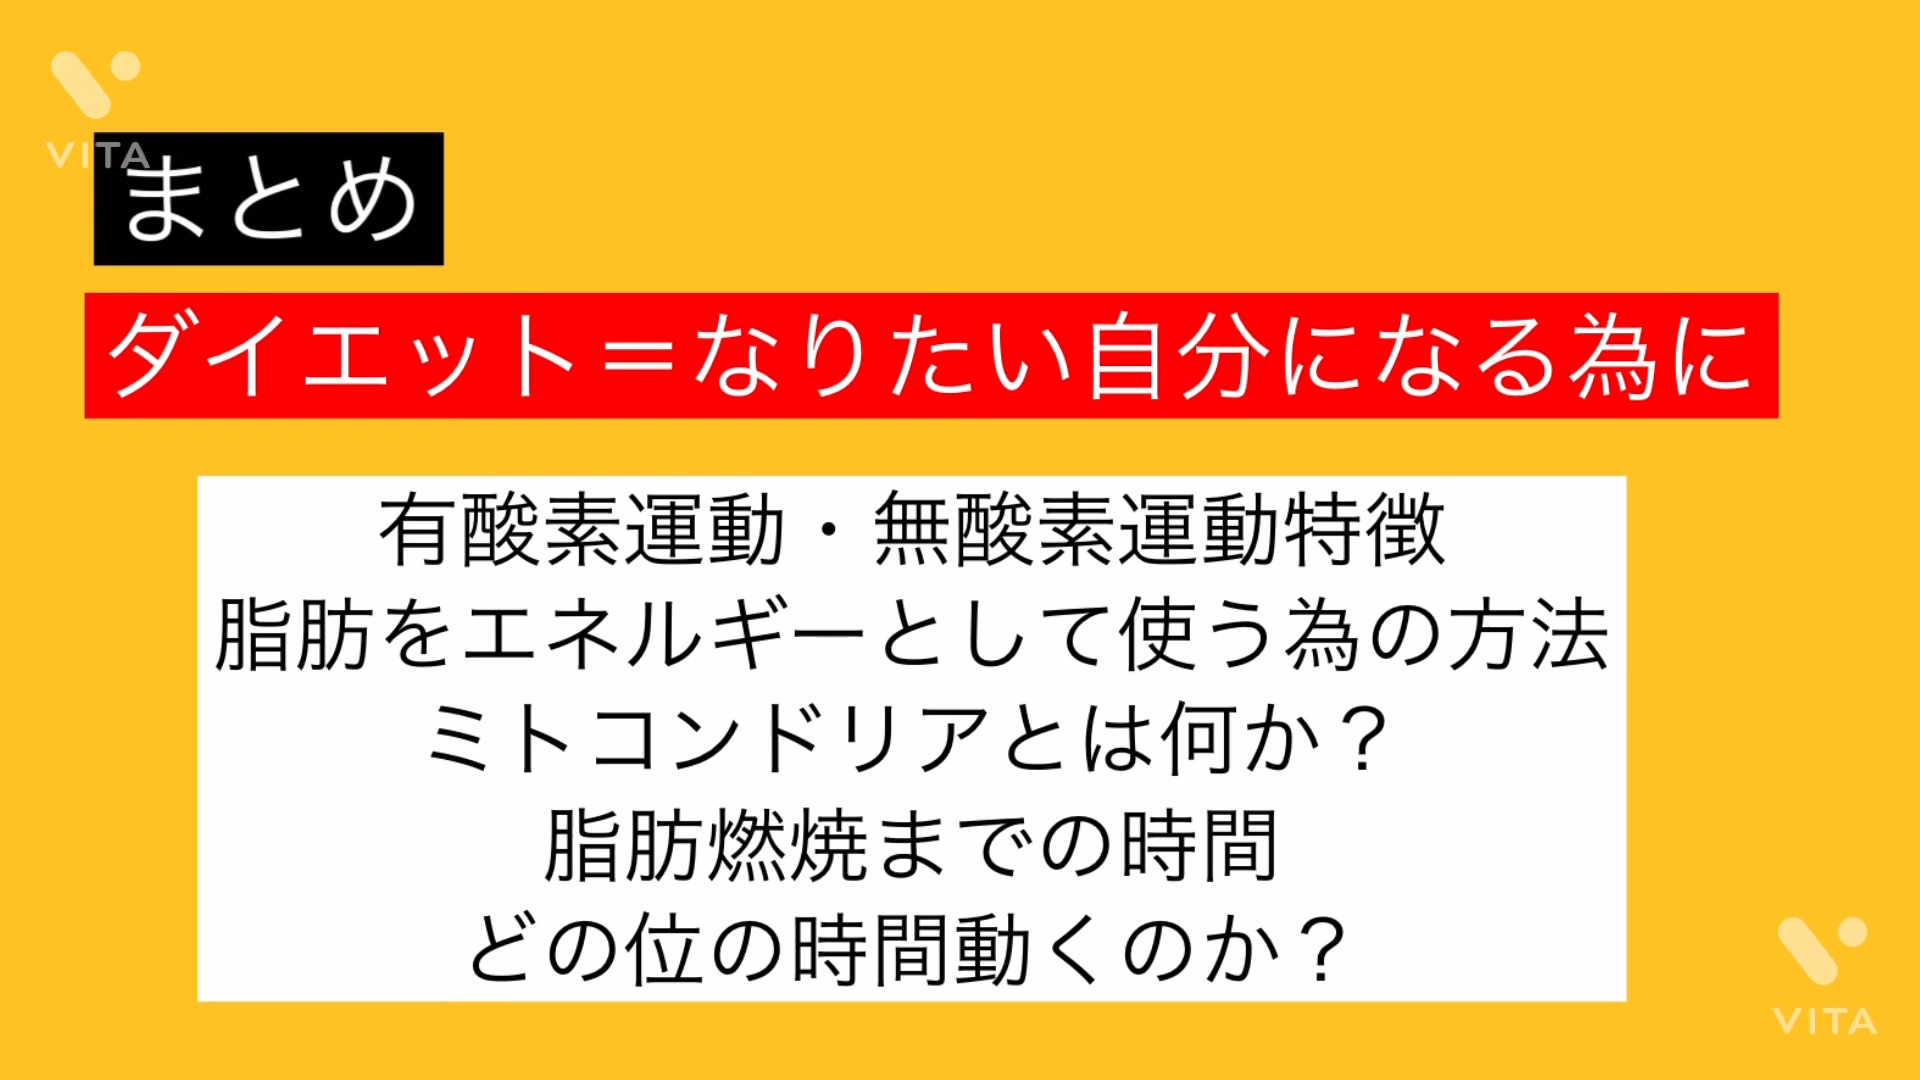 VITA
まとめ
ダイエット＝なりたい自分になる為に
有酸素運動・無酸素運動特徴
脂肪をエネルギーとして使う為の方法
ミトコンドリアとは何か？
脂肪燃焼までの時間
どの位の時間動くのか？
VITA